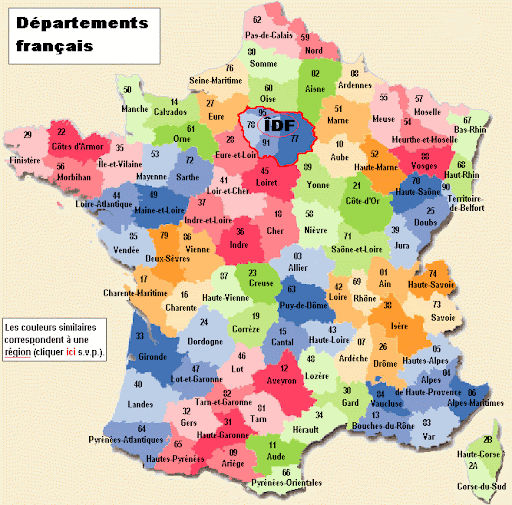 Départements
français
62
Pas-de-Calais
59
Nord
80
Somme
76
Seine-Maritime
02
Aisne
08
Ardennes
60
Oise
50
Manche
14
Calvados
27
Eure
95
ÎDF
78
91
77
51
Marne
55
Meuse
57
Moselle
54
Meurthe-et-Moselle
67
Bas-Rhin
61
Orne
29
Finistère
22
Côtes d'Armor
35
Île-et-Vilaine
56
Morbihan
53
Mayenne
72
Sarthe
28
Eure-et-Loir
10
Aube
52
Haute-Marne
88
Vosges
68
Haut-Rhin
45
Loiret
89
Yonne
41
Loir-et-Cher
21
Côte-d'Or
70
Haute-Saône
90
Territoire-
de-Belfort
44
Loire-Atlantique
49
Maine-et-Loire
37
Indre-et-Loire
18
Cher
58
Nièvre
25
Doubs
39
Jura
71
Saône-et-Loire
85
Vendée
79
Deux-Sèvres
86
Vienne
36
Indre
03
Allier
17
Charente-Maritime
16
Charente
87
Haute-Vienne
23
Creuse
63
Puy-de-Dôme
42
Loire
69
Rhône
01
Ain
74
Haute-Savoie
73
Savoie
38
Isère
Les couleurs similaires
correspondent à une
région (cliquer ici s.v.p.).
33
Gironde
24
Dordogne
19
Corrèze
15
Cantal
43
Haute-Loire
07
Ardèche
26
Drôme
05
Hautes-Alpes
47
Lot-et-Garonne
46
Lot
12
Aveyron
48
Lozère
04
Alpes
de Haute-Provence
06
Alpes Maritimes
40
Landes
82
Tarn-et-Garonne
81
Tarn
30
Gard
84
Vaucluse
13
Bouches-du-Rône
83
Var
32
Gers
31
Haute-Garonne
34
Hérault
64
Pyrénées-Atlantiques
65
Hautes-Pyrénées
09
Ariége
11
Aude
66
Pyrénées-Orientales
2B
Haute-Corse
2A
Corse-du-Sud